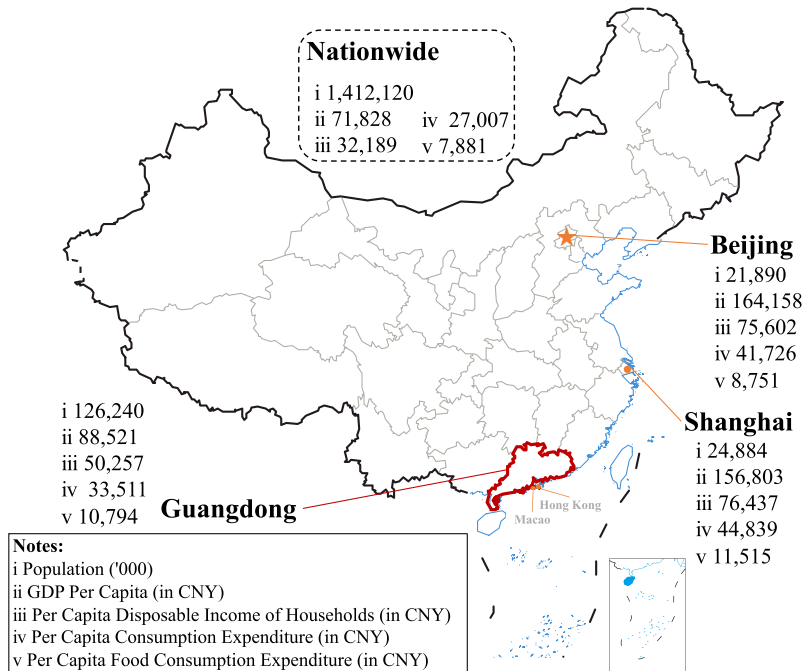 Nationwide
i 1,412,120
ii 71,828 iv 27,007
iii 32,189 v 7,881
Beijing
i 21,890
ii 164,158
iii 75,602
iv 41,726
v 8,751
Shanghai
i 24,884
ii 156,803
iii 76,437
iv 44,839
v 11,515
i 126,240
ii 88,521
iii 50,257
iv 33,511
v 10,794
Guangdong
Hong Kong
Macao
Notes:
i Population ('000)
ii GDP Per Capita (in CNY)
iii Per Capita Disposable Income of Households (in CNY)
iv Per Capita Consumption Expenditure (in CNY)
v Per Capita Food Consumption Expenditure (in CNY)